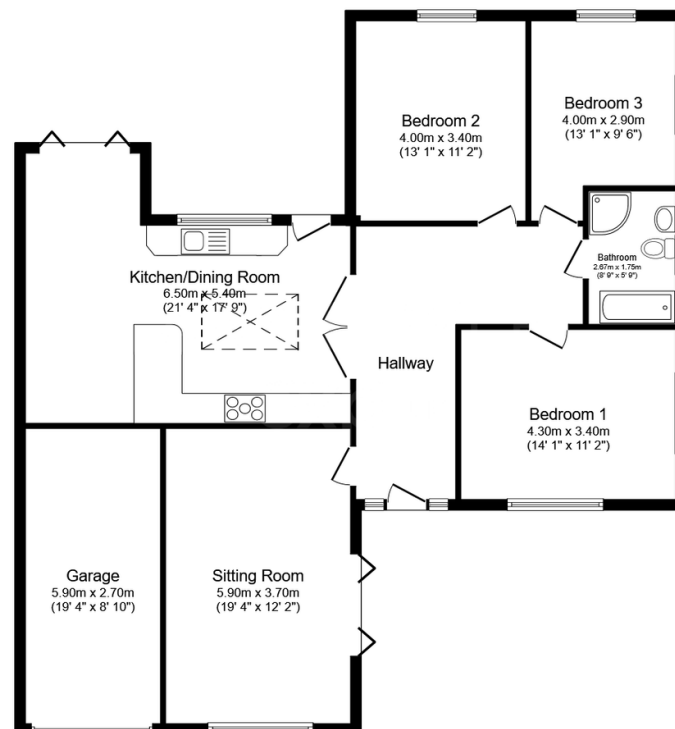 Bedroom 2
4.00m x 3.40m
(13' 1" x 11' 2")
Bedroom 3
4.00m x 2.90m
(13' 1" x 9' 6")
Bathroom
2.67m x 1.75m
(8' 9" x 5' 9")
Kitchen/Dining Room
6.50m x 5.40m
(21' 4" x 17' 9")
Hallway
Bedroom 1
4.30m x 3.40m
(14' 1" x 11' 2")
Garage
5.90m x 2.70m
(19' 4" x 8' 10")
Sitting Room
5.90m x 3.70m
(19' 4" x 12' 2")